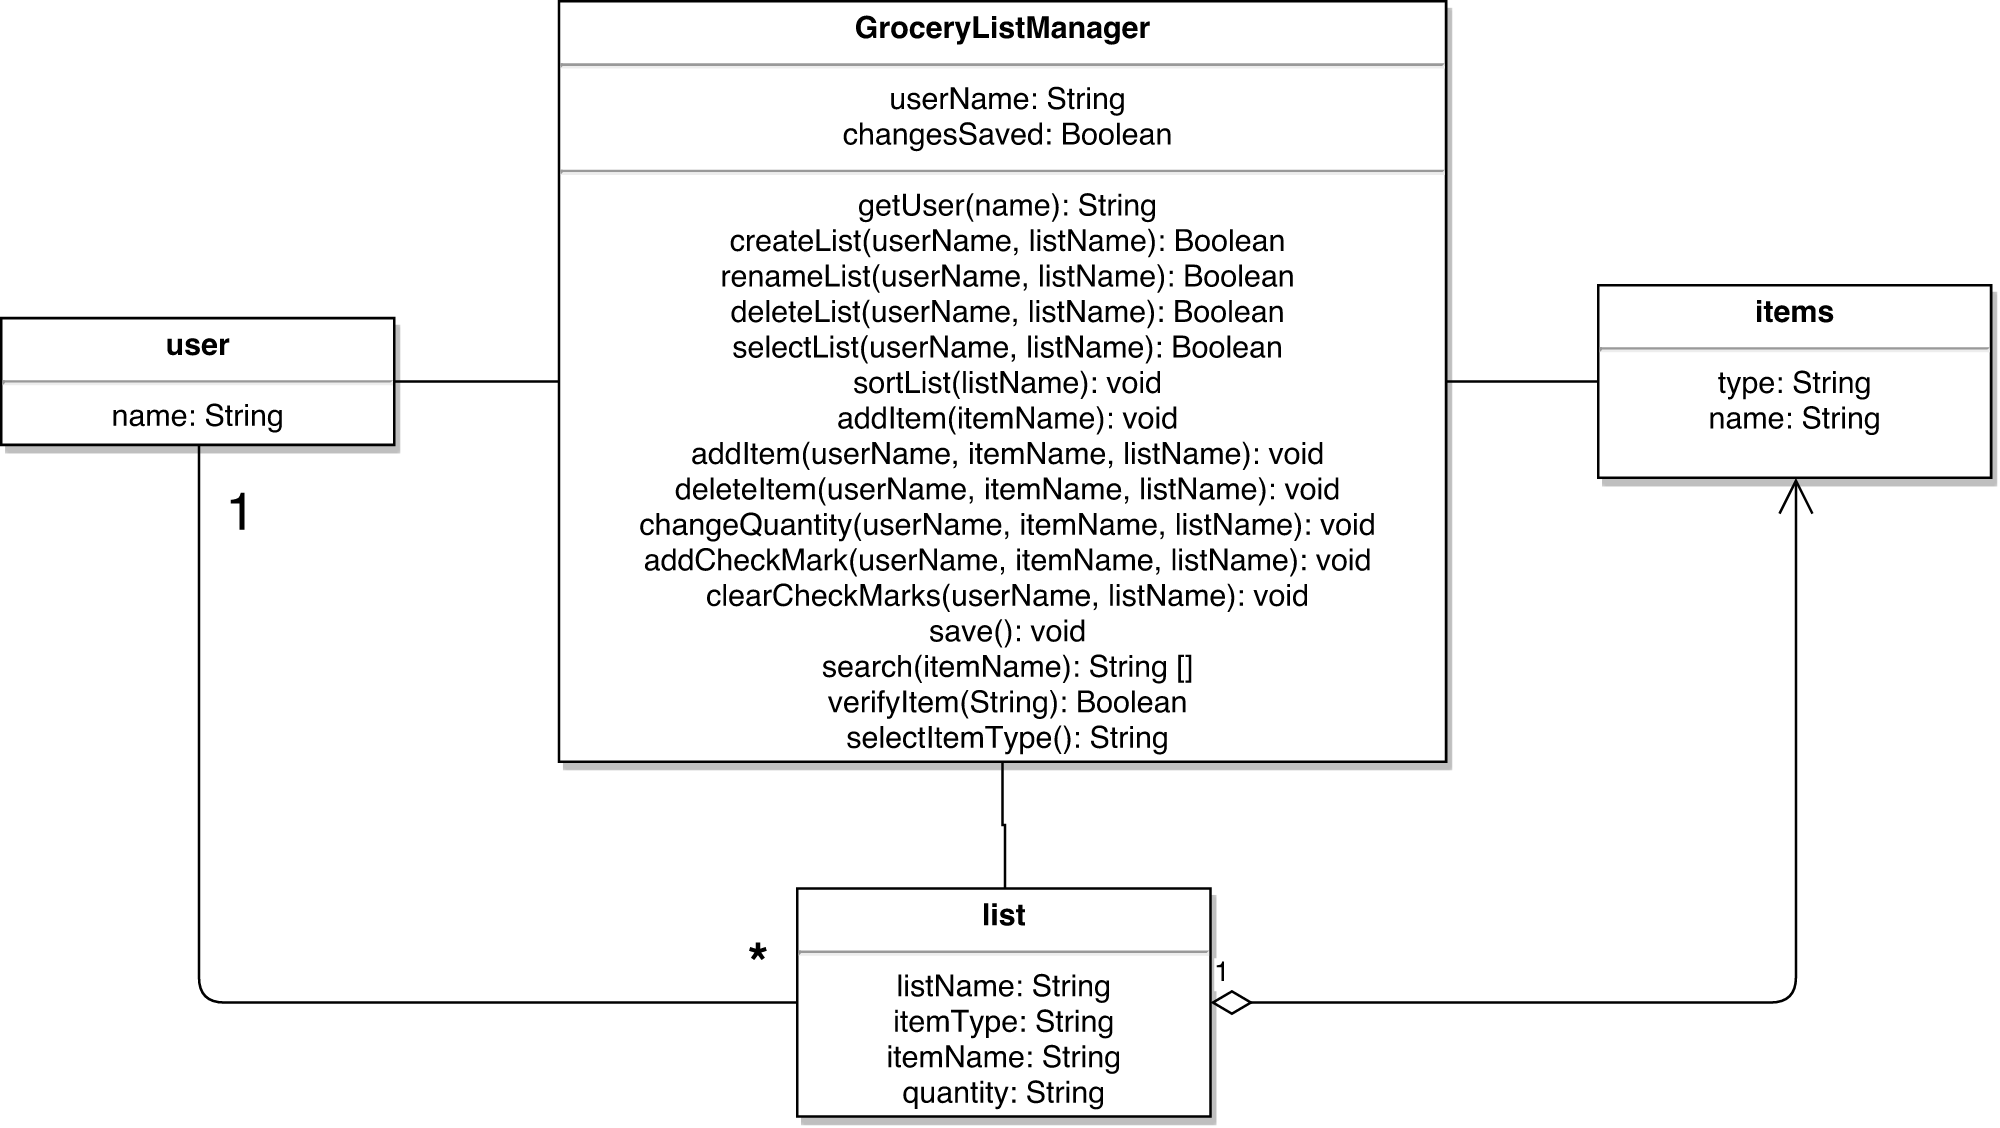 GroceryListManager
userName: String
changesSaved: Boolean
getUser(name): String
createList(userName, listName): Boolean
renameList(userName, listName): Boolean
deleteList(userName, listName): Boolean
selectList(userName, listName): Boolean
sortList(listName): void
addItem(itemName): void
addItem(userName, itemName, listName): void
deleteItem(userName, itemName, listName): void
changeQuantity(userName, itemName, listName): void
addCheckMark(userName, itemName, listName): void
clearCheckMarks(userName, listName): void
save(): void
search(itemName): String []
verifyItem(String): Boolean
selectItemType(): String
user
name: String
1
items
type: String
name: String
*
list
listName: String
itemType: String
itemName: String
quantity: String
1